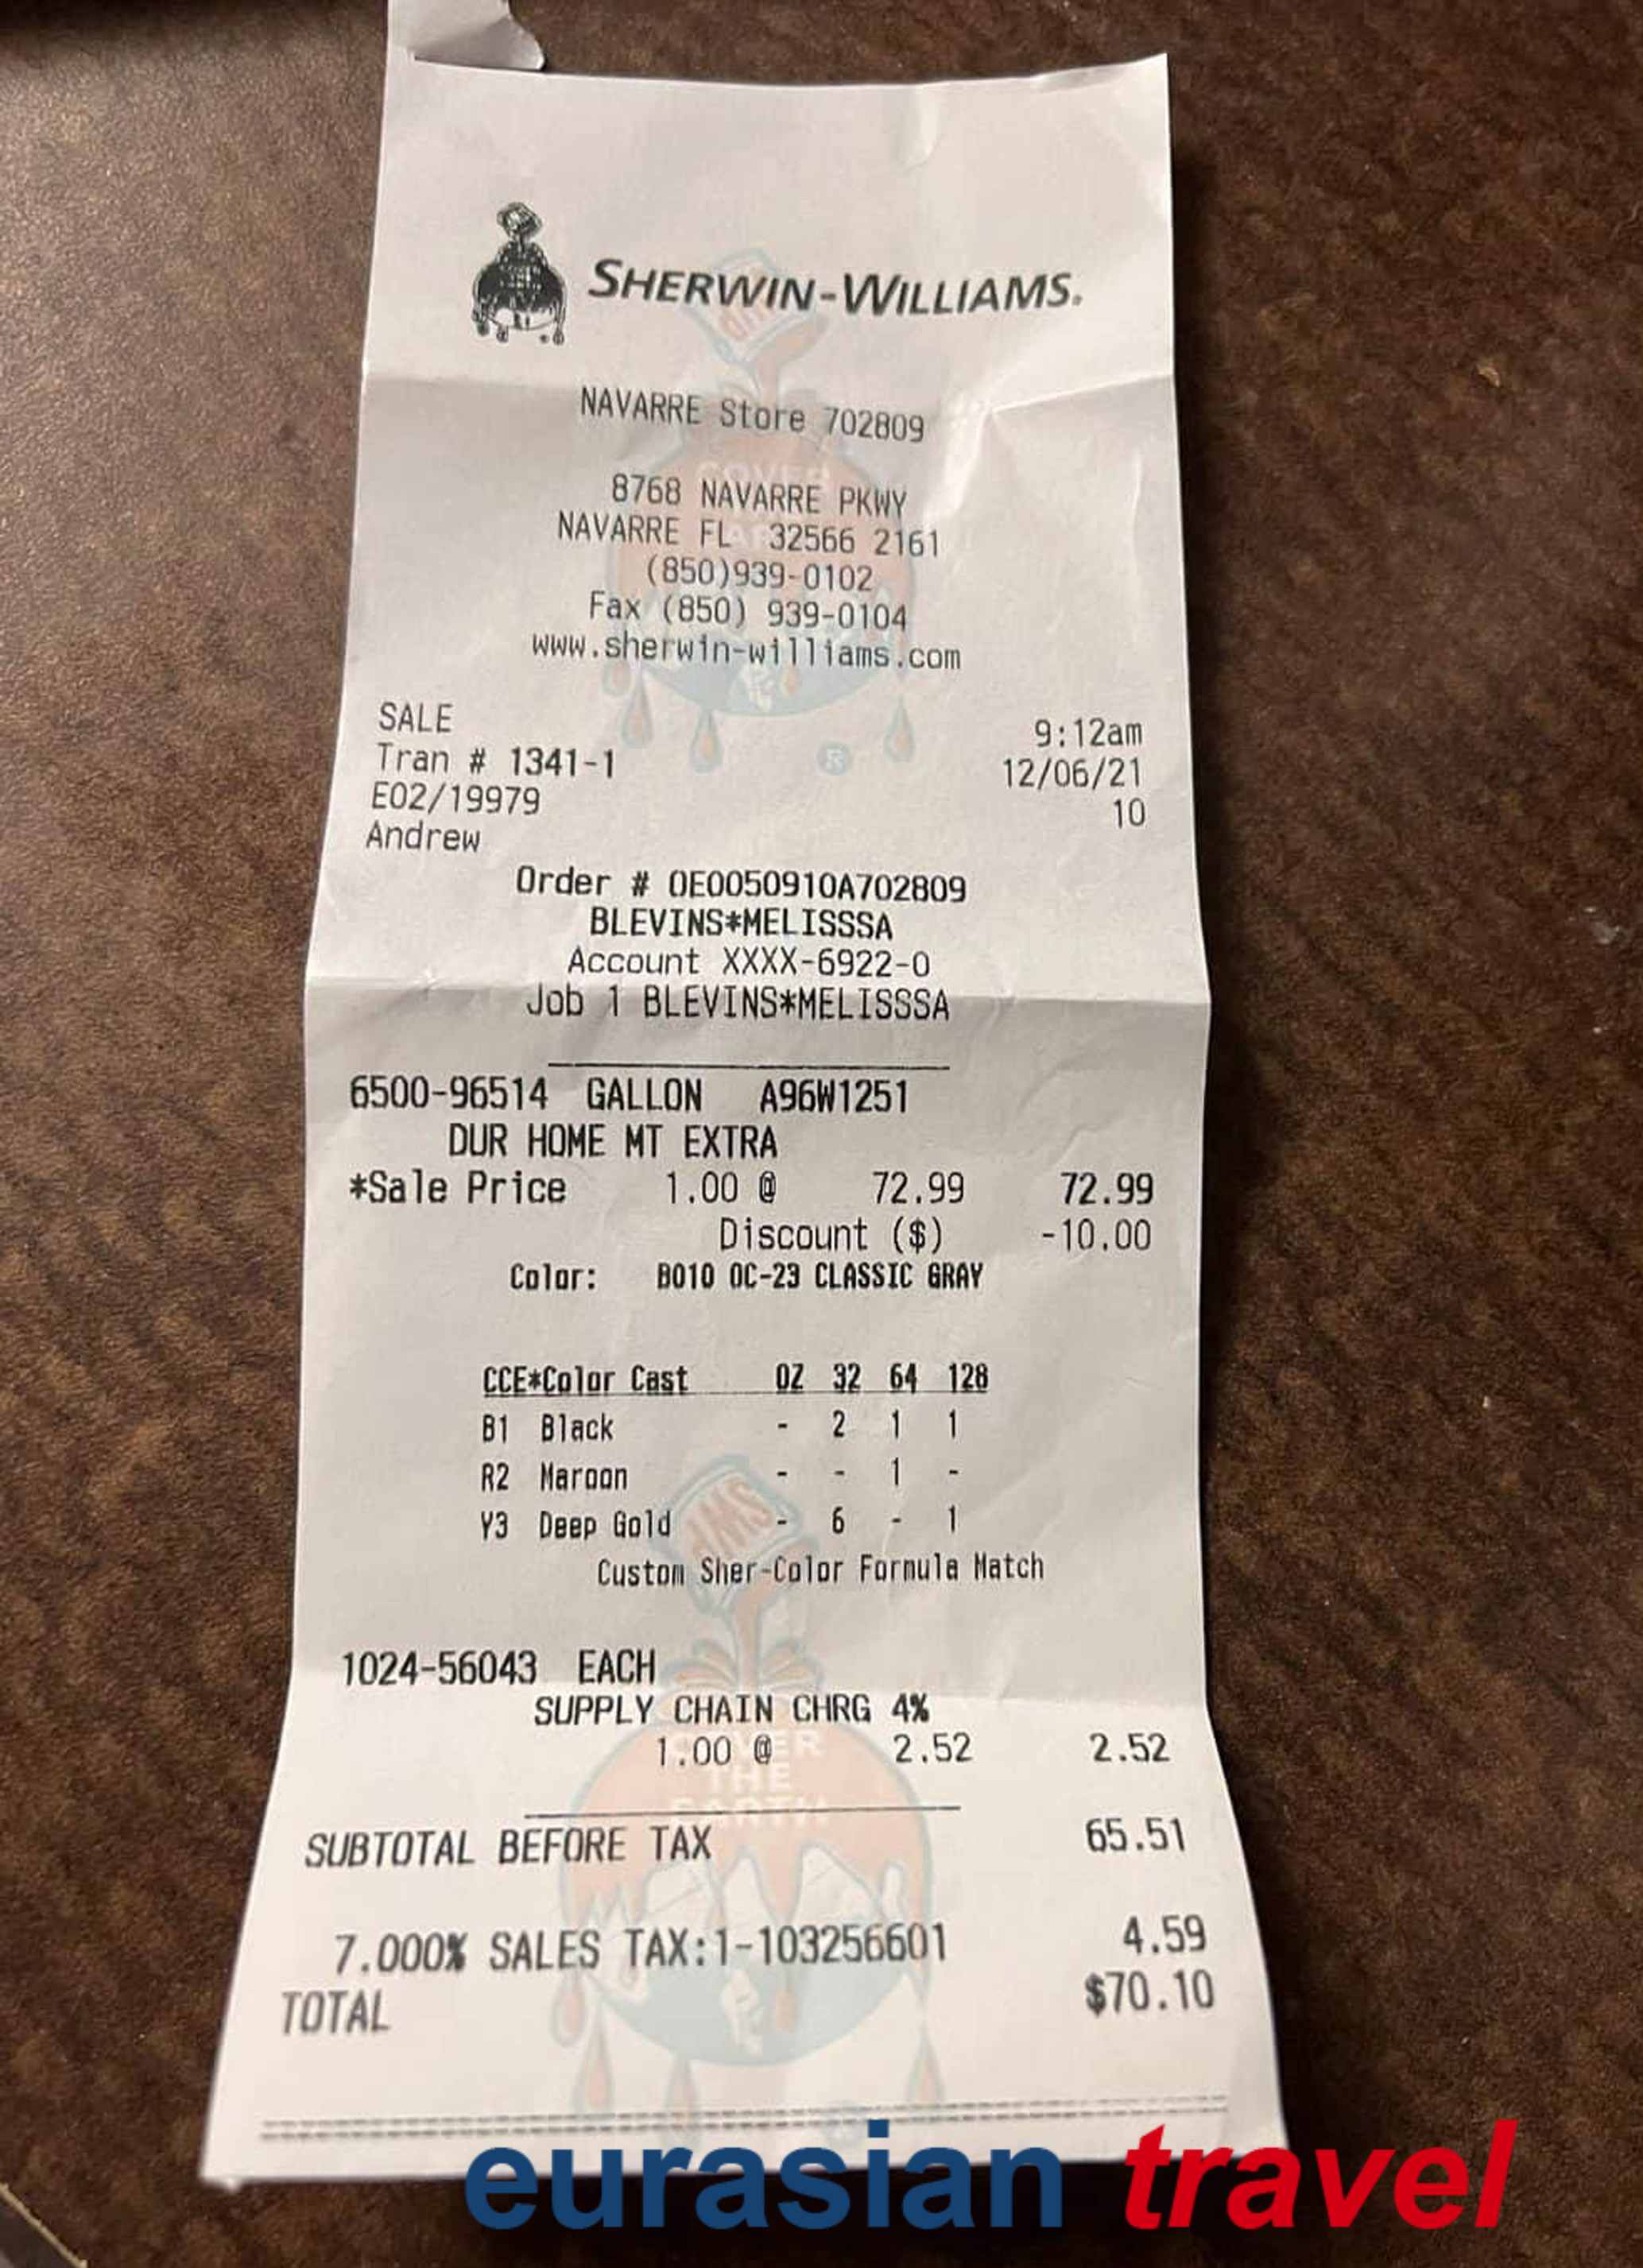 SHERWIN-WILLIAMS.
NAVARRE Store 702809
8768 NAVARRE PKWY
NAVARRE FL 32566 2161
(850)939-0102
Fax (850) 939-0104
www.sherwin-williams.com
SALE 9:12am
Tran # 1341-1 12/06/21
E02/19979 10
Andrew
Order # OE0050910A702809
BLEVINS*MELISSSA
Account XXXX-6922-0
Job 1 BLEVINS*MELISSSA
6500-96514 GALLON A96W1251
DUR HOME MT EXTRA
*Sale Price 1.00 @ 72.99 72.99
Discount ($) -10.00
Color: B010 OC-23 CLASSIC GRAY
CCE*Color Cast OZ 32 64 128
B1 Black - 2 1 1
R2 Maroon - - 1 -
Y3 Deep Gold - 6 - 1
Custom Sher-Color Formula Match
1024-56043 EACH
SUPPLY CHAIN CHRG 4%
1.00 @ 2.52 2.52
SUBTOTAL BEFORE TAX 65.51
7.000% SALES TAX:1-103256601 4.59
TOTAL $70.10
SWP
COVER
THE
EARTH
eurasian travel